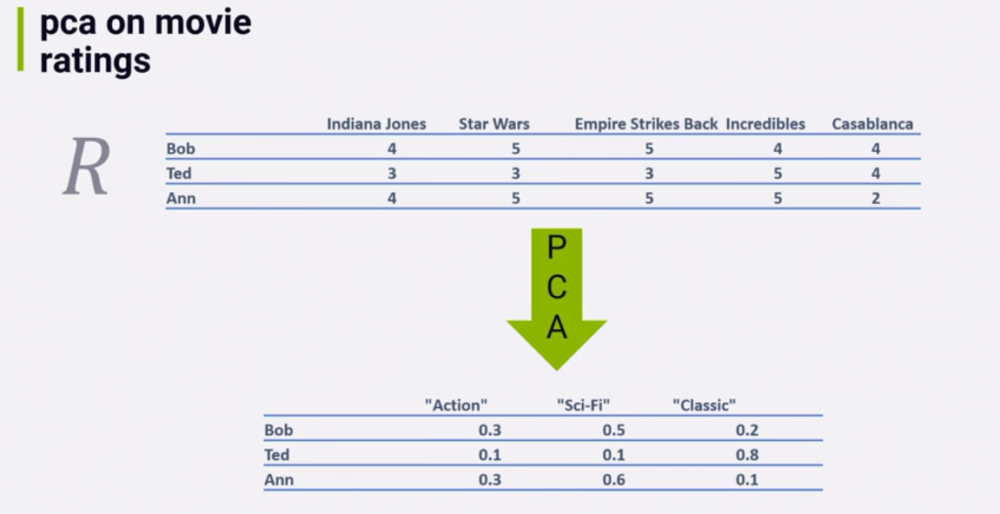 pca on movie
ratings
R
Indiana Jones Star Wars Empire Strikes Back Incredibles Casablanca
Bob 4 5 5 4 4
Ted 3 3 3 5 4
Ann 4 5 5 5 2
P
C
A
"Action" "Sci-Fi" "Classic"
Bob 0.3 0.5 0.2
Ted 0.1 0.1 0.8
Ann 0.3 0.6 0.1